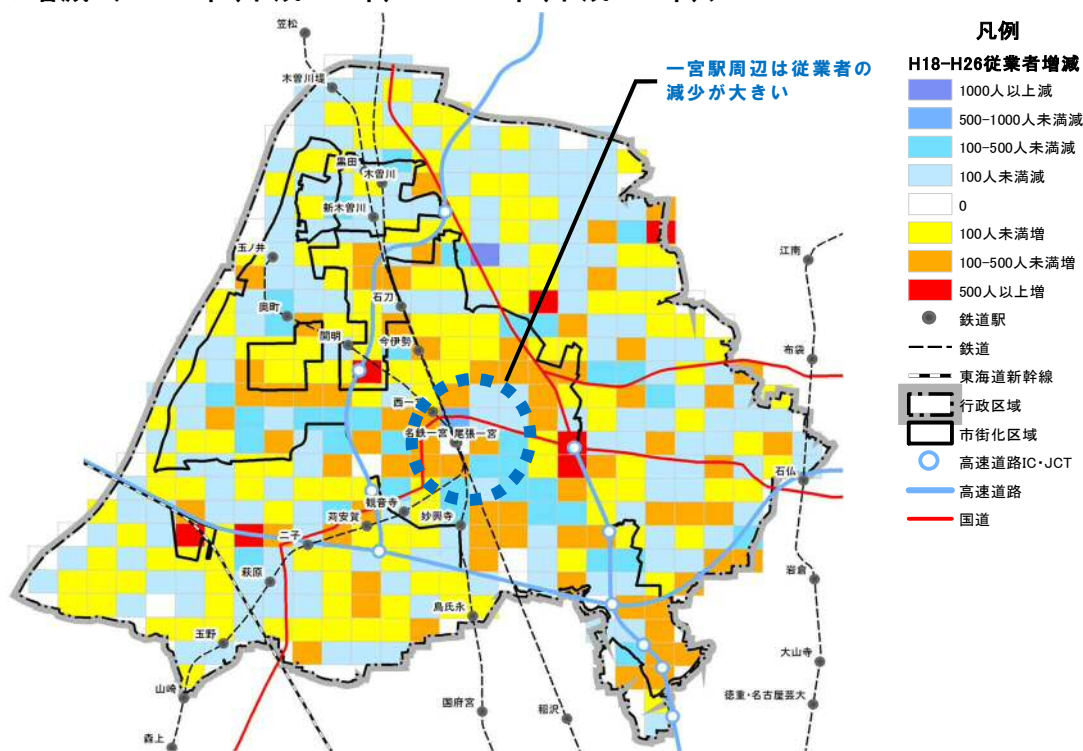 笠松
木曽川堤
一宮駅周辺は従業者の
減少が大きい
黒田
木曽川
新木曽川
玉ノ井
江南
石刀
奥町
開明
今伊勢
布袋
西一
名鉄一宮
尾張一宮
石仏
観音寺
苅安賀
妙興寺
二子
萩原
岩倉
島氏永
玉野
大山寺
山崎
国府宮
稲沢
徳重・名古屋芸大
森上
凡例
H18-H26従業者増減
1000人以上減
500-1000人未満減
100-500人未満減
100人未満減
0
100人未満増
100-500人未満増
500人以上増
鉄道駅
鉄道
東海道新幹線
行政区域
市街化区域
高速道路IC・JCT
高速道路
国道